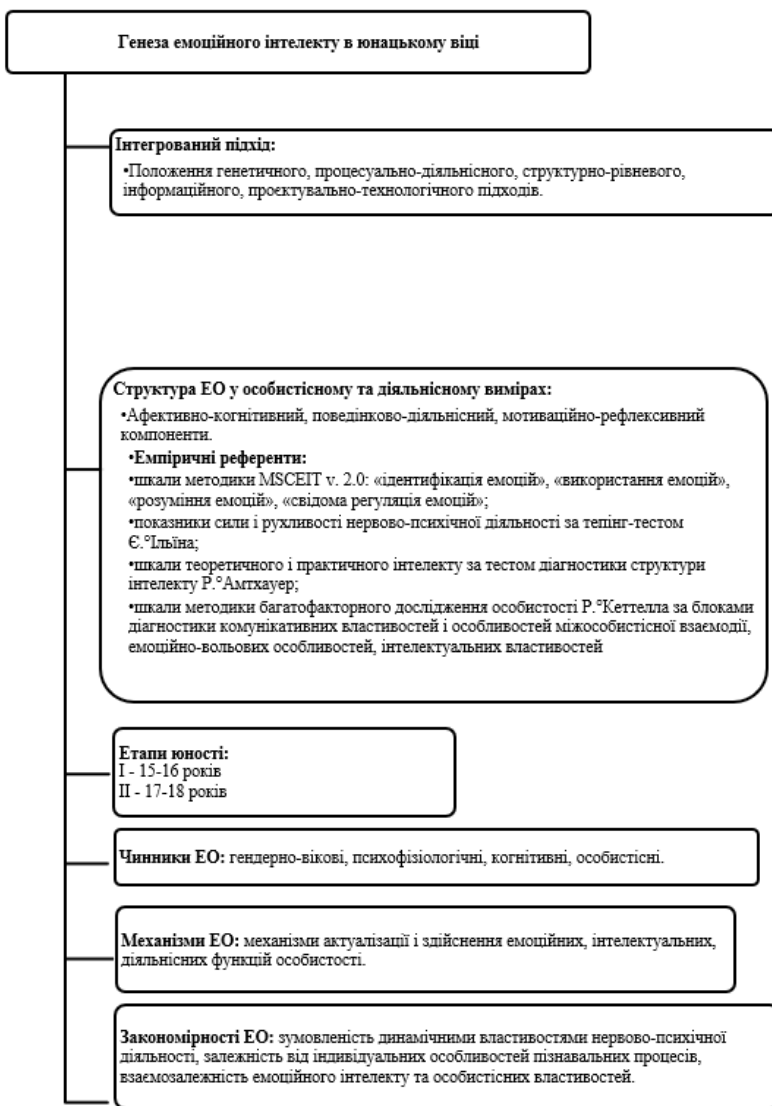 Генеза емоційного інтелекту в юнацькому віці
Інтегрований підхід:
•Положення генетичного, процесуально-діяльнісного, структурно-рівневого,
інформаційного, проєктувально-технологічного підходів.
Структура ЕО у особистісному та діяльнісному вимірах:
•Афективно-когнітивний, поведінково-діяльнісний, мотиваційно-рефлексивний
компоненти.
•Емпіричні референти:
•шкали методики MSCEIT v. 2.0: «ідентифікація емоцій», «використання емоцій»,
«розуміння емоцій», «свідома регуляція емоцій»;
•показники сили і рухливості нервово-психічної діяльності за тепінг-тестом
Є.°Ільїна;
•шкали теоретичного і практичного інтелекту за тестом діагностики структури
інтелекту Р.°Амтхауер;
•шкали методики багатофакторного дослідження особистості Р.°Кеттелла за блоками
діагностики комунікативних властивостей і особливостей міжособистісної взаємодії,
емоційно-вольових особливостей, інтелектуальних властивостей
Етапи юності:
І - 15-16 років
ІІ - 17-18 років
Чинники ЕО: гендерно-вікові, психофізіологічні, когнітивні, особистісні.
Механізми ЕО: механізми актуалізації і здійснення емоційних, інтелектуальних,
діяльнісних функцій особистості.
Закономірності ЕО: зумовленість динамічними властивостями нервово-психічної
діяльності, залежність від індивідуальних особливостей пізнавальних процесів,
взаємозалежність емоційного інтелекту та особистісних властивостей.